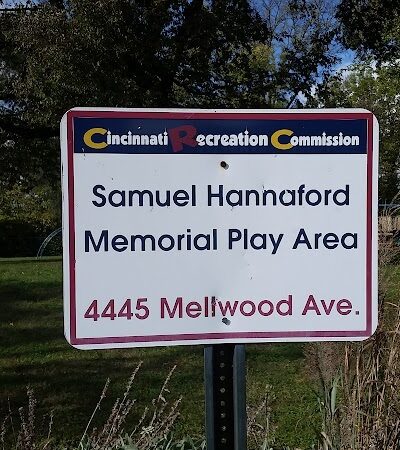 Cincinnati Recreation Commission
Samuel Hannaford
Memorial Play Area
4445 Mellwood Ave.